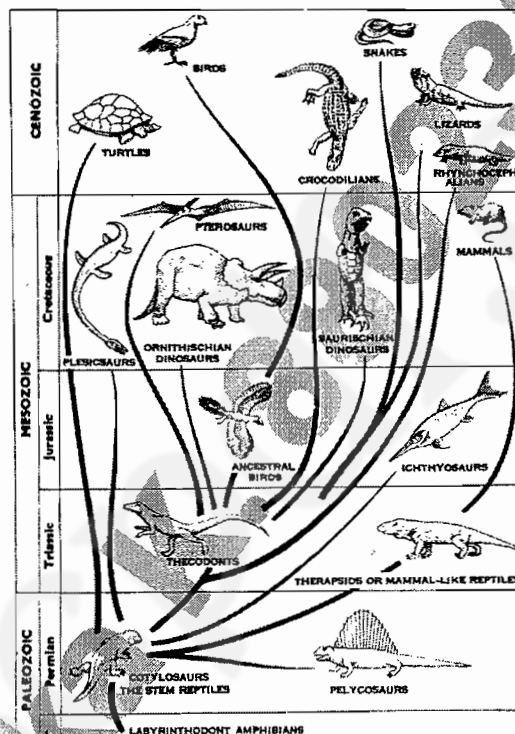 CENOZOIC
BIRDS
SNAKES
TURTLES
CROCODILIANS
LIZARDS
RHYNCHOCEPH
ALIANS
MESOZOIC
Cretaceous
PTEROSAURS
MAMMALS
PLESIOSAURS
ORNITHISCHIAN
DINOSAURS
SAURISCHIAN
DINOSAURS
Jurassic
ANCESTRAL
BIRDS
ICHTHYOSAURS
Triassic
THECODONTS
THERAPSIDS OR MAMMAL-LIKE REPTILES
PALEOZOIC
Permian
COTYLOSAURS
THE STEM REPTILES
PELYCOSAURS
LABYRINTHODONT AMPHIBIANS